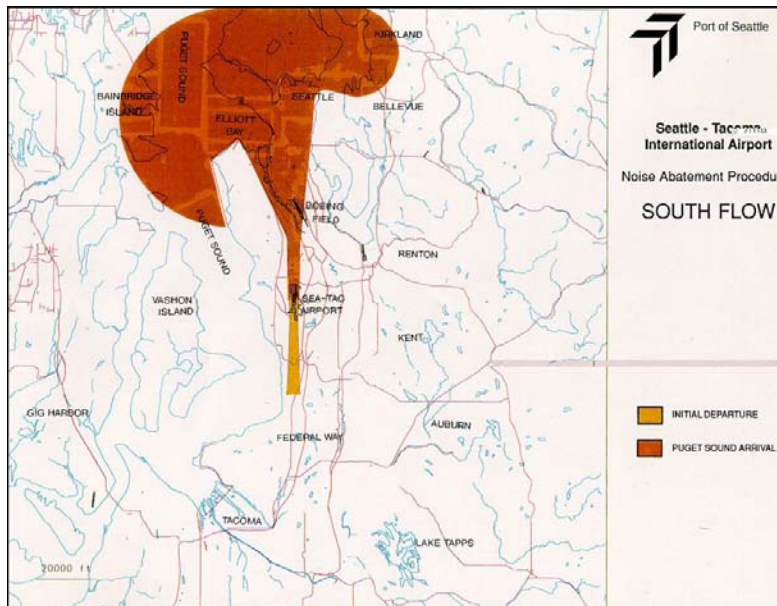 Port of Seattle
Seattle - Tacoma
International Airport
Noise Abatement Procedu
SOUTH FLOW
INITIAL DEPARTURE
PUGET SOUND ARRIVAL
KIRKLAND
PUGET SOUND
BAINBRIDGE
ISLAND
SEATTLE
BELLEVUE
ELLIOTT
BAY
BOEING
FIELD
PUGET SOUND
RENTON
VASHON
ISLAND
SEA-TAC
AIRPORT
KENT
GIG HARBOR
FEDERAL WAY
AUBURN
TACOMA
LAKE TAPPS
20000 ft